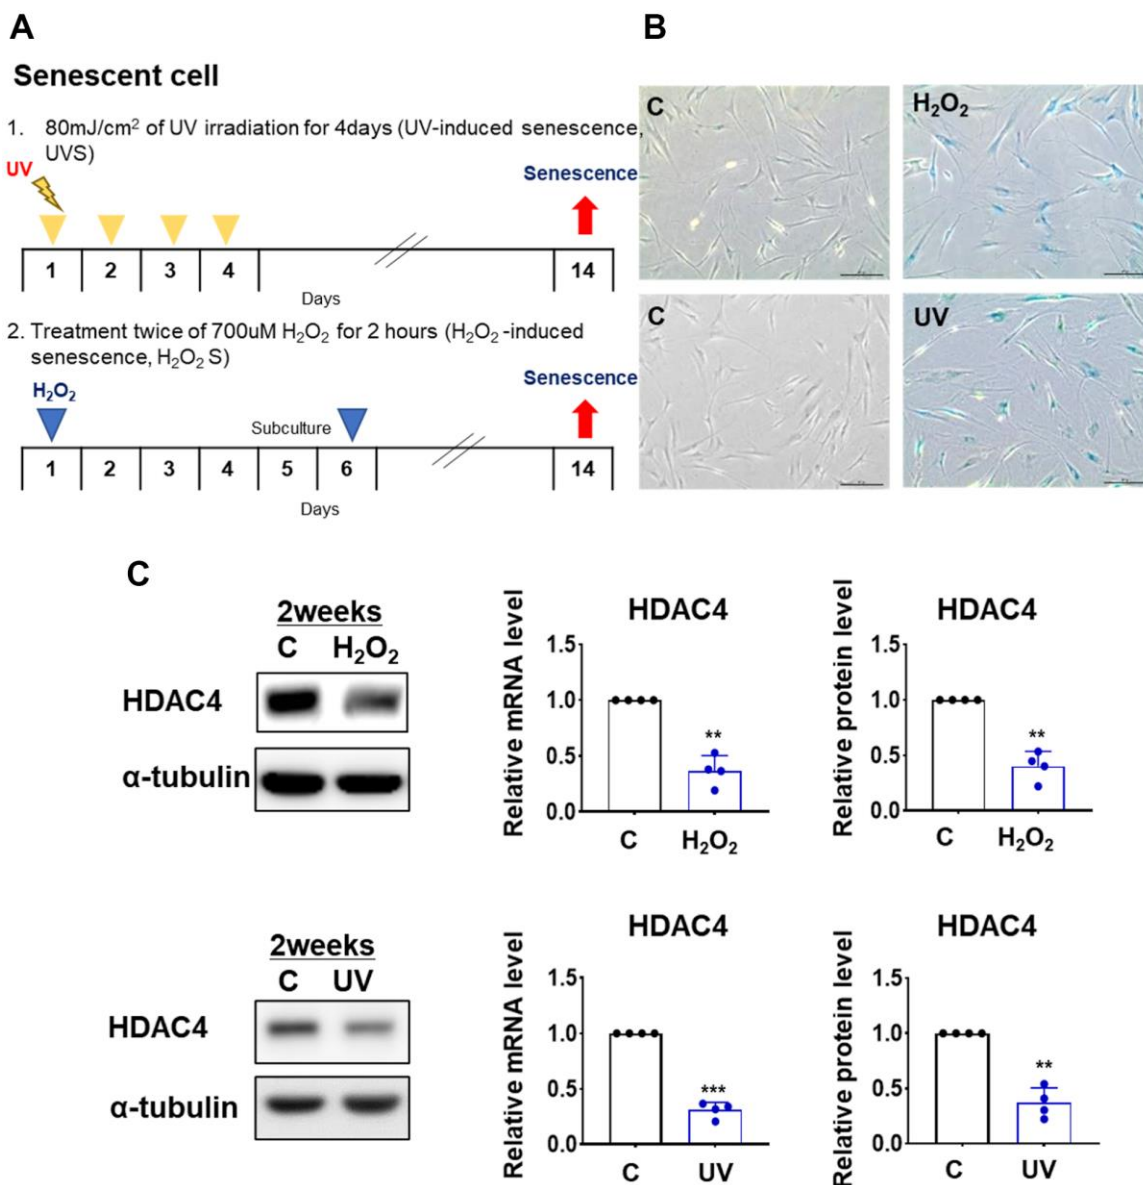 A
Senescent cell
1. 80mJ/cm² of UV irradiation for 4days (UV-induced senescence,
UVS)
UV
Senescence
1 2 3 4 14
Days
2. Treatment twice of 700uM H₂O₂ for 2 hours (H₂O₂ -induced
senescence, H₂O₂ S)
H₂O₂
Senescence
Subculture
1 2 3 4 5 6 14
Days
B
C
H₂O₂
C
UV
C
2weeks
C H₂O₂
HDAC4
α-tubulin
HDAC4
Relative mRNA level
1.5
1.0
0.5
0.0
**
C H₂O₂
HDAC4
Relative protein level
1.5
1.0
0.5
0.0
**
C H₂O₂
2weeks
C UV
HDAC4
α-tubulin
HDAC4
Relative mRNA level
1.5
1.0
0.5
0.0
***
C UV
HDAC4
Relative protein level
1.5
1.0
0.5
0.0
**
C UV